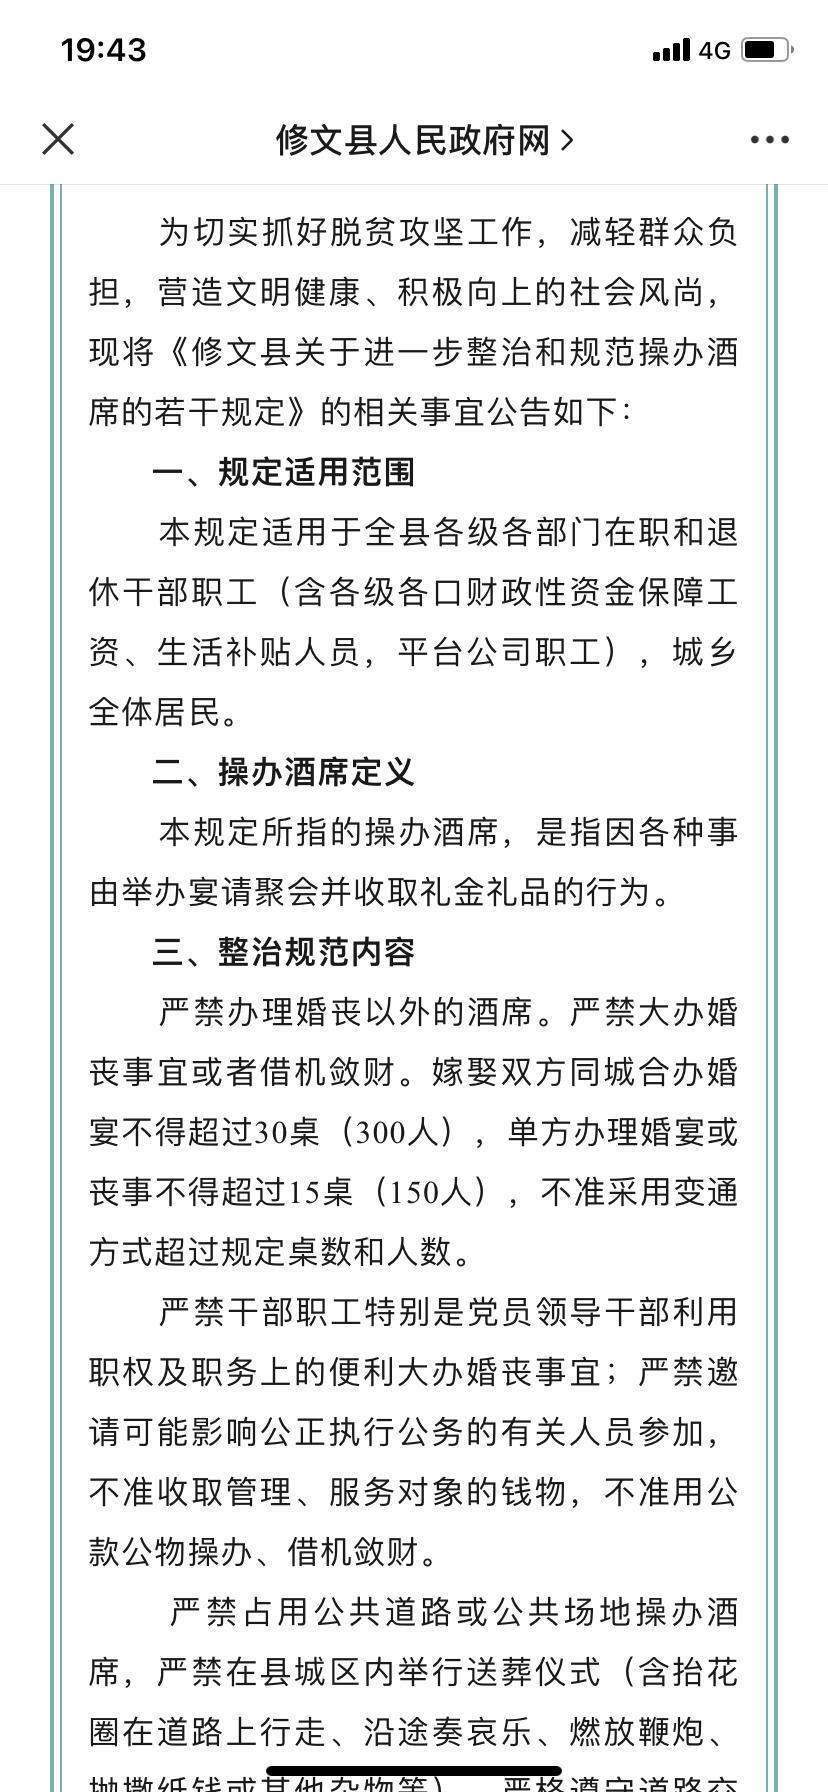 19:43
4G
修文县人民政府网
为切实抓好脱贫攻坚工作，减轻群众负
担，营造文明健康、积极向上的社会风尚，
现将《修文县关于进一步整治和规范操办酒
席的若干规定》的相关事宜公告如下：
一、规定适用范围
本规定适用于全县各级各部门在职和退
休干部职工（含各级各口财政性资金保障工
资、生活补贴人员，平台公司职工），城乡
全体居民。
二、操办酒席定义
本规定所指的操办酒席，是指因各种事
由举办宴请聚会并收取礼金礼品的行为。
三、整治规范内容
严禁办理婚丧以外的酒席。严禁大办婚
丧事宜或者借机敛财。嫁娶双方同城合办婚
宴不得超过30桌（300人），单方办理婚宴或
丧事不得超过15桌（150人），不准采用变通
方式超过规定桌数和人数。
严禁干部职工特别是党员领导干部利用
职权及职务上的便利大办婚丧事宜；严禁邀
请可能影响公正执行公务的有关人员参加，
不准收取管理、服务对象的钱物，不准用公
款公物操办、借机敛财。
严禁占用公共道路或公共场地操办酒
席，严禁在县城区内举行送葬仪式（含抬花
圈在道路上行走、沿途奏哀乐、燃放鞭炮、
抛撒纸钱或其他杂物等），严格遵守道路交